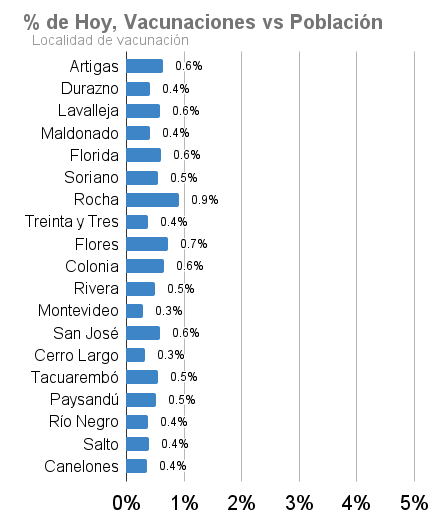 % de Hoy, Vacunaciones vs Población
Localidad de vacunación
Artigas 0.6%
Durazno 0.4%
Lavalleja 0.6%
Maldonado 0.4%
Florida 0.6%
Soriano 0.5%
Rocha 0.9%
Treinta y Tres 0.4%
Flores 0.7%
Colonia 0.6%
Rivera 0.5%
Montevideo 0.3%
San José 0.6%
Cerro Largo 0.3%
Tacuarembó 0.5%
Paysandú 0.5%
Río Negro 0.4%
Salto 0.4%
Canelones 0.4%
0% 1% 2% 3% 4% 5%